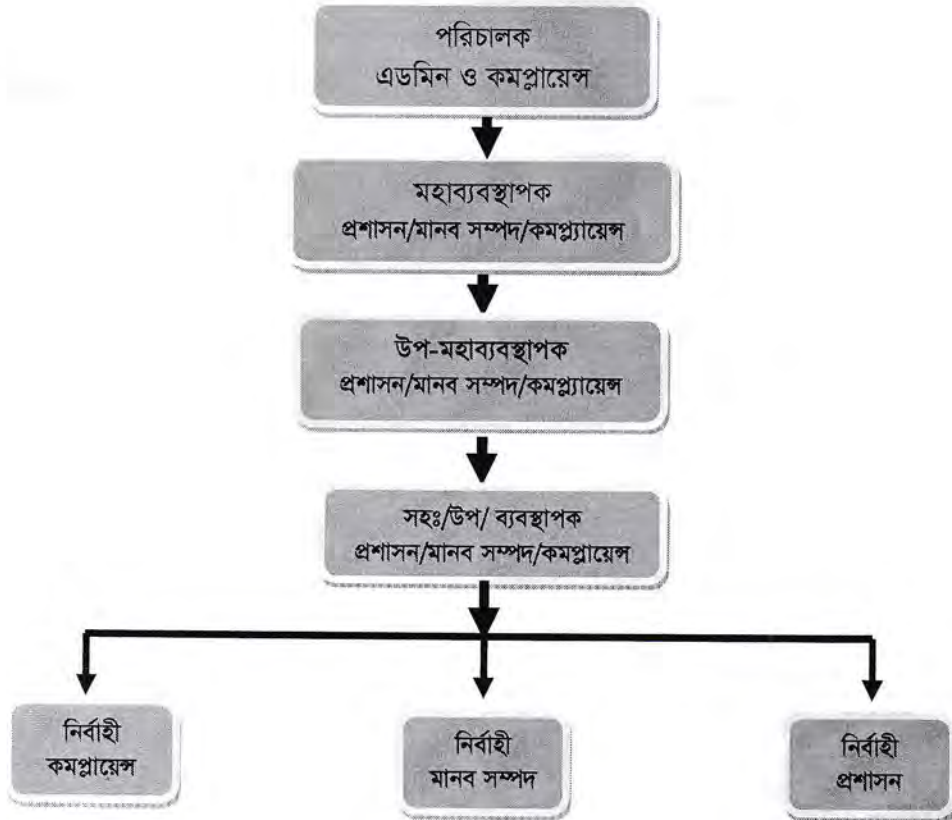 পরিচালক
এডমিন ও কমপ্লায়েন্স
মহাব্যবস্থাপক
প্রশাসন/মানব সম্পদ/কমপ্ল্যায়েন্স
উপ-মহাব্যবস্থাপক
প্রশাসন/মানব সম্পদ/কমপ্ল্যায়েন্স
সহঃ/উপ/ ব্যবস্থাপক
প্রশাসন/মানব সম্পদ/কমপ্লায়েন্স
নির্বাহী
কমপ্লায়েন্স
নির্বাহী
মানব সম্পদ
নির্বাহী
প্রশাসন